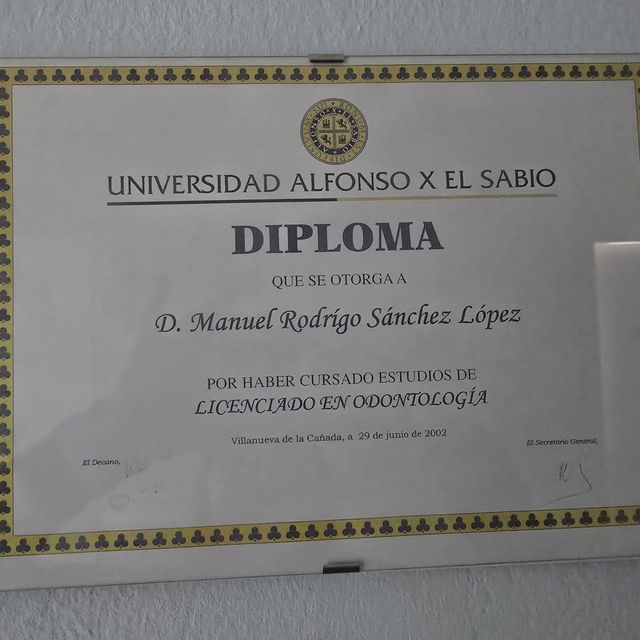 UNIVERSIDAD ALFONSO X EL SABIO
DIPLOMA
QUE SE OTORGA A
D. Manuel Rodrígo Sánchez López
POR HABER CURSADO ESTUDIOS DE
LICENCIADO EN ODONTOLOGÍA
Villanueva de la Cañada, a 29 de junio de 2002
El Decano,
El Secretario General,